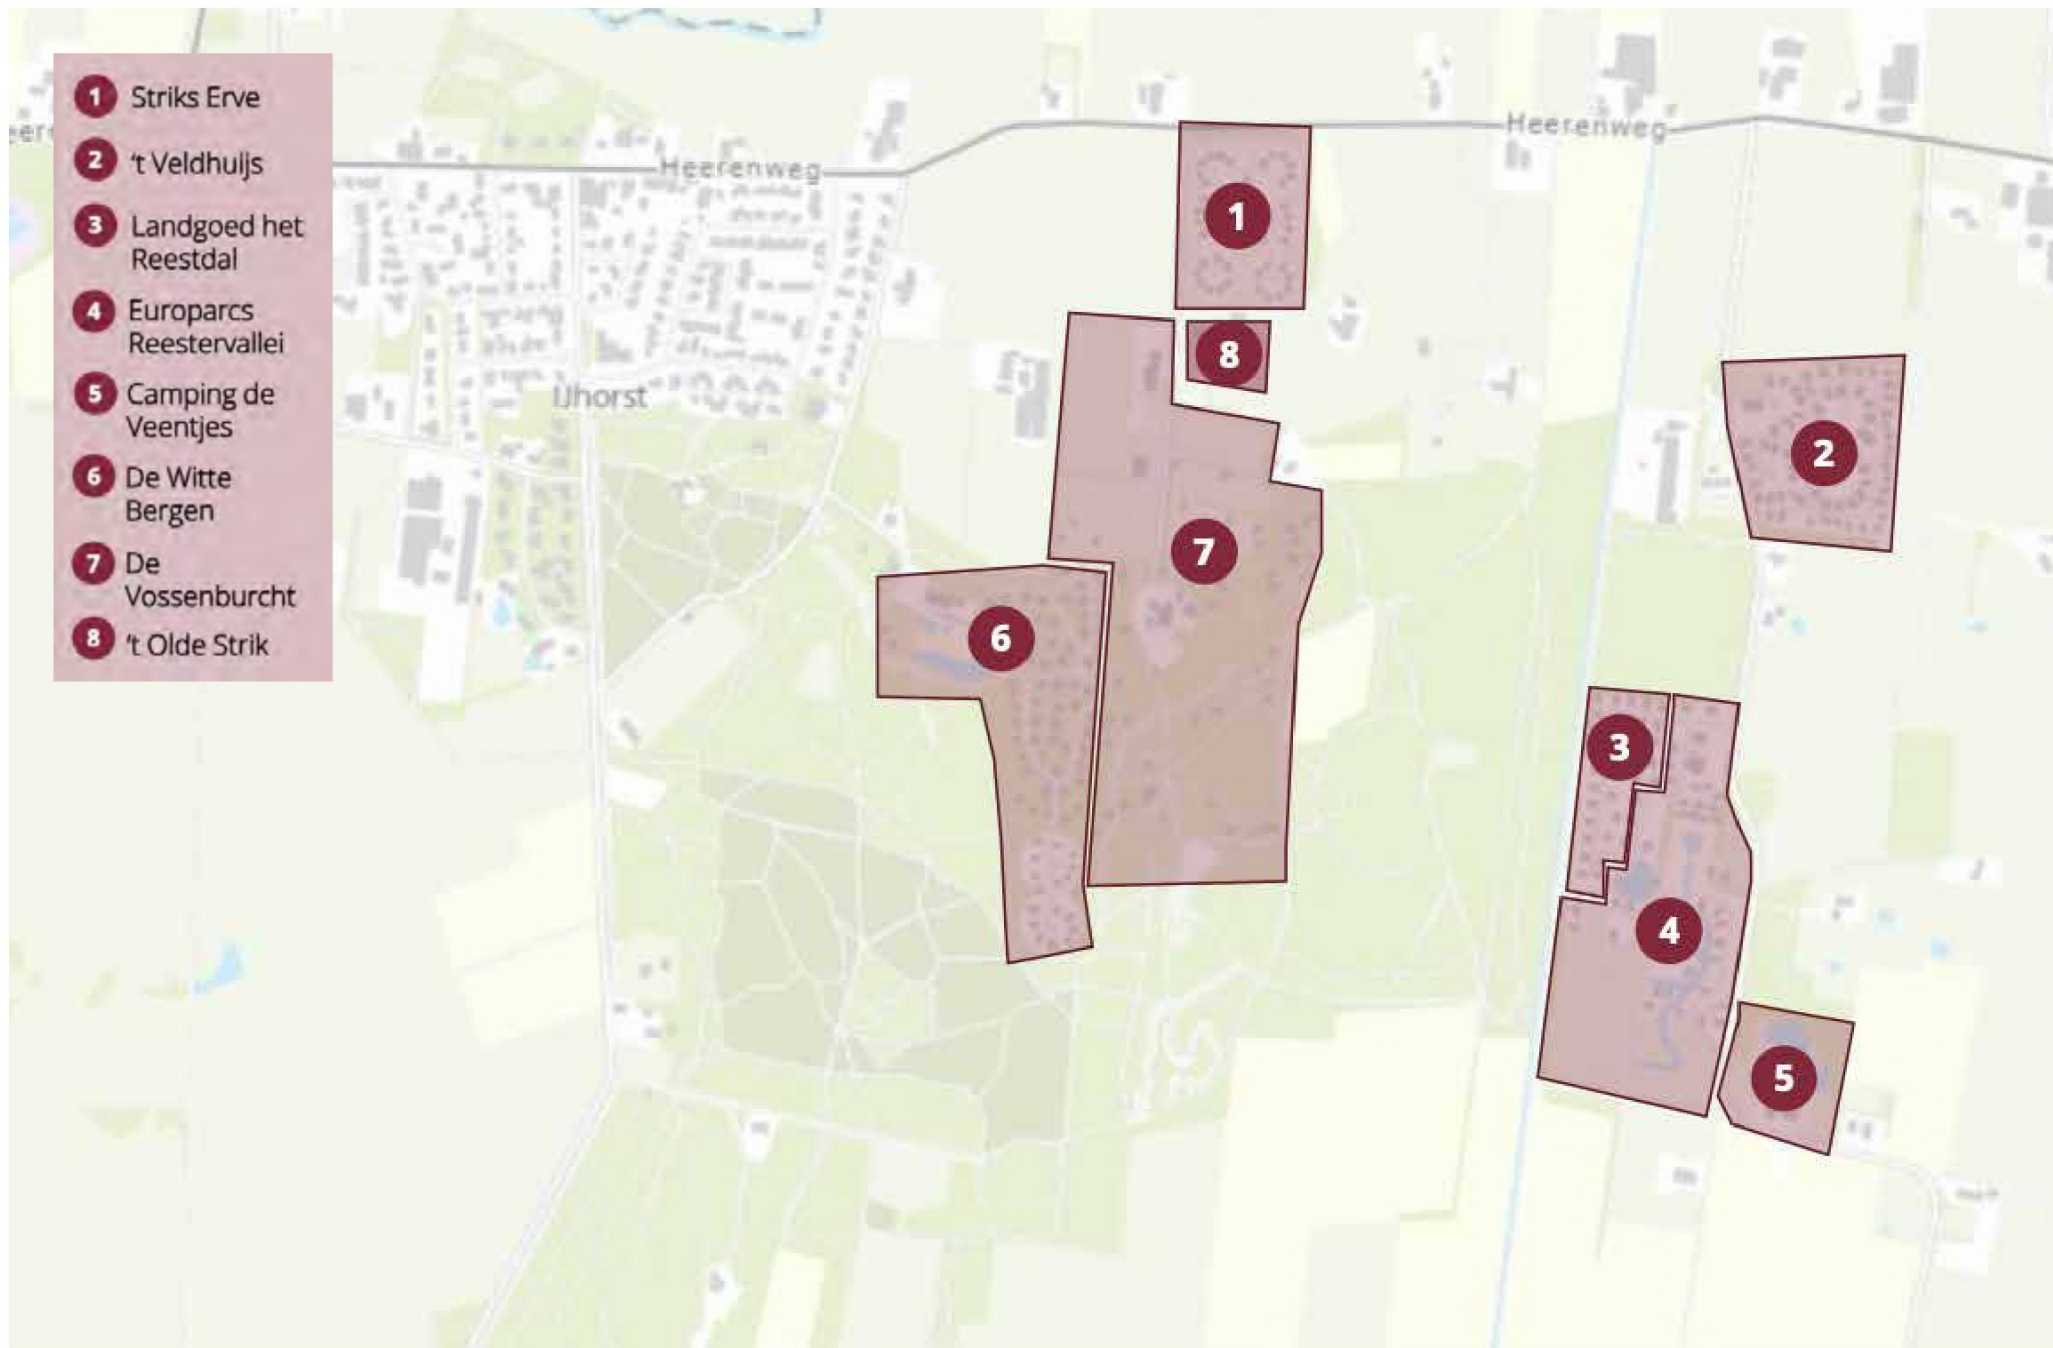 1 Striks Erve
2 ‘t Veldhuijs
3 Landgoed het
Reestdal
4 Europarcs
Reestervallei
5 Camping de
Veentjes
6 De Witte
Bergen
7 De
Vossenburcht
8 ‘t Olde Strik
Heerenweg
Heerenweg
IJhorst
1
8
2
7
6
3
4
5